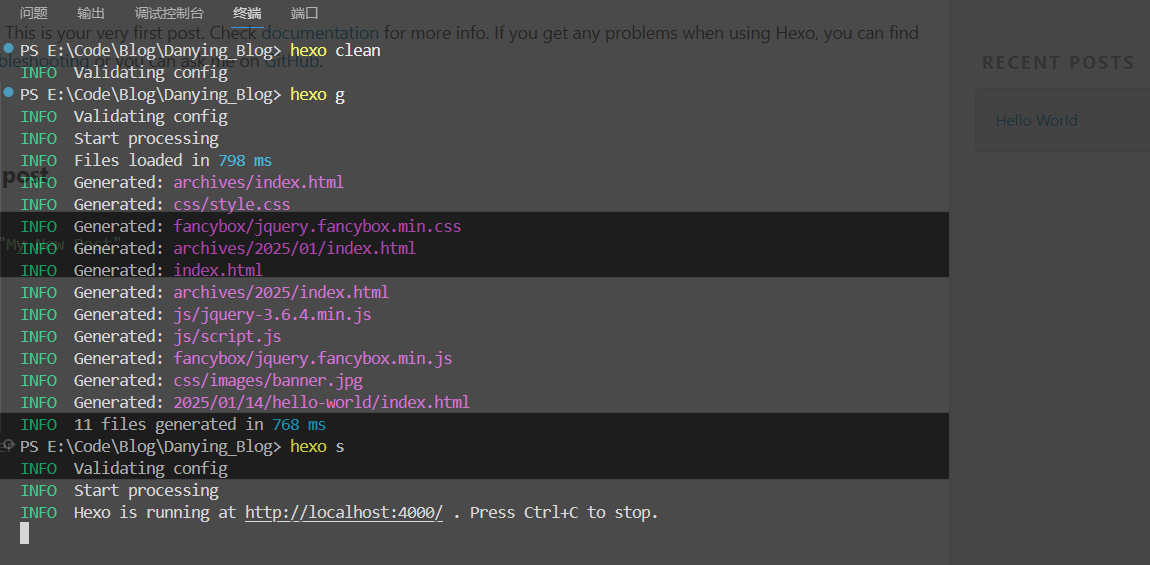 问题 输出 调试控制台 终端 端口
This is your very first post. Check documentation for more info. If you get any problems when using Hexo, you can find
PS E:\Code\Blog\Danying_Blog> hexo clean
bleshooting or you can ask me on GitHub.
INFO Validating config
PS E:\Code\Blog\Danying_Blog> hexo g
INFO Validating config
INFO Start processing
INFO Files loaded in 798 ms
post
INFO Generated: archives/index.html
INFO Generated: css/style.css
INFO Generated: fancybox/jquery.fancybox.min.css
"My New Post"
INFO Generated: archives/2025/01/index.html
INFO Generated: index.html
INFO Generated: archives/2025/index.html
INFO Generated: js/jquery-3.6.4.min.js
INFO Generated: js/script.js
INFO Generated: fancybox/jquery.fancybox.min.js
INFO Generated: css/images/banner.jpg
INFO Generated: 2025/01/14/hello-world/index.html
INFO 11 files generated in 768 ms
PS E:\Code\Blog\Danying_Blog> hexo s
INFO Validating config
INFO Start processing
INFO Hexo is running at http://localhost:4000/ . Press Ctrl+C to stop.
RECENT POSTS
Hello World